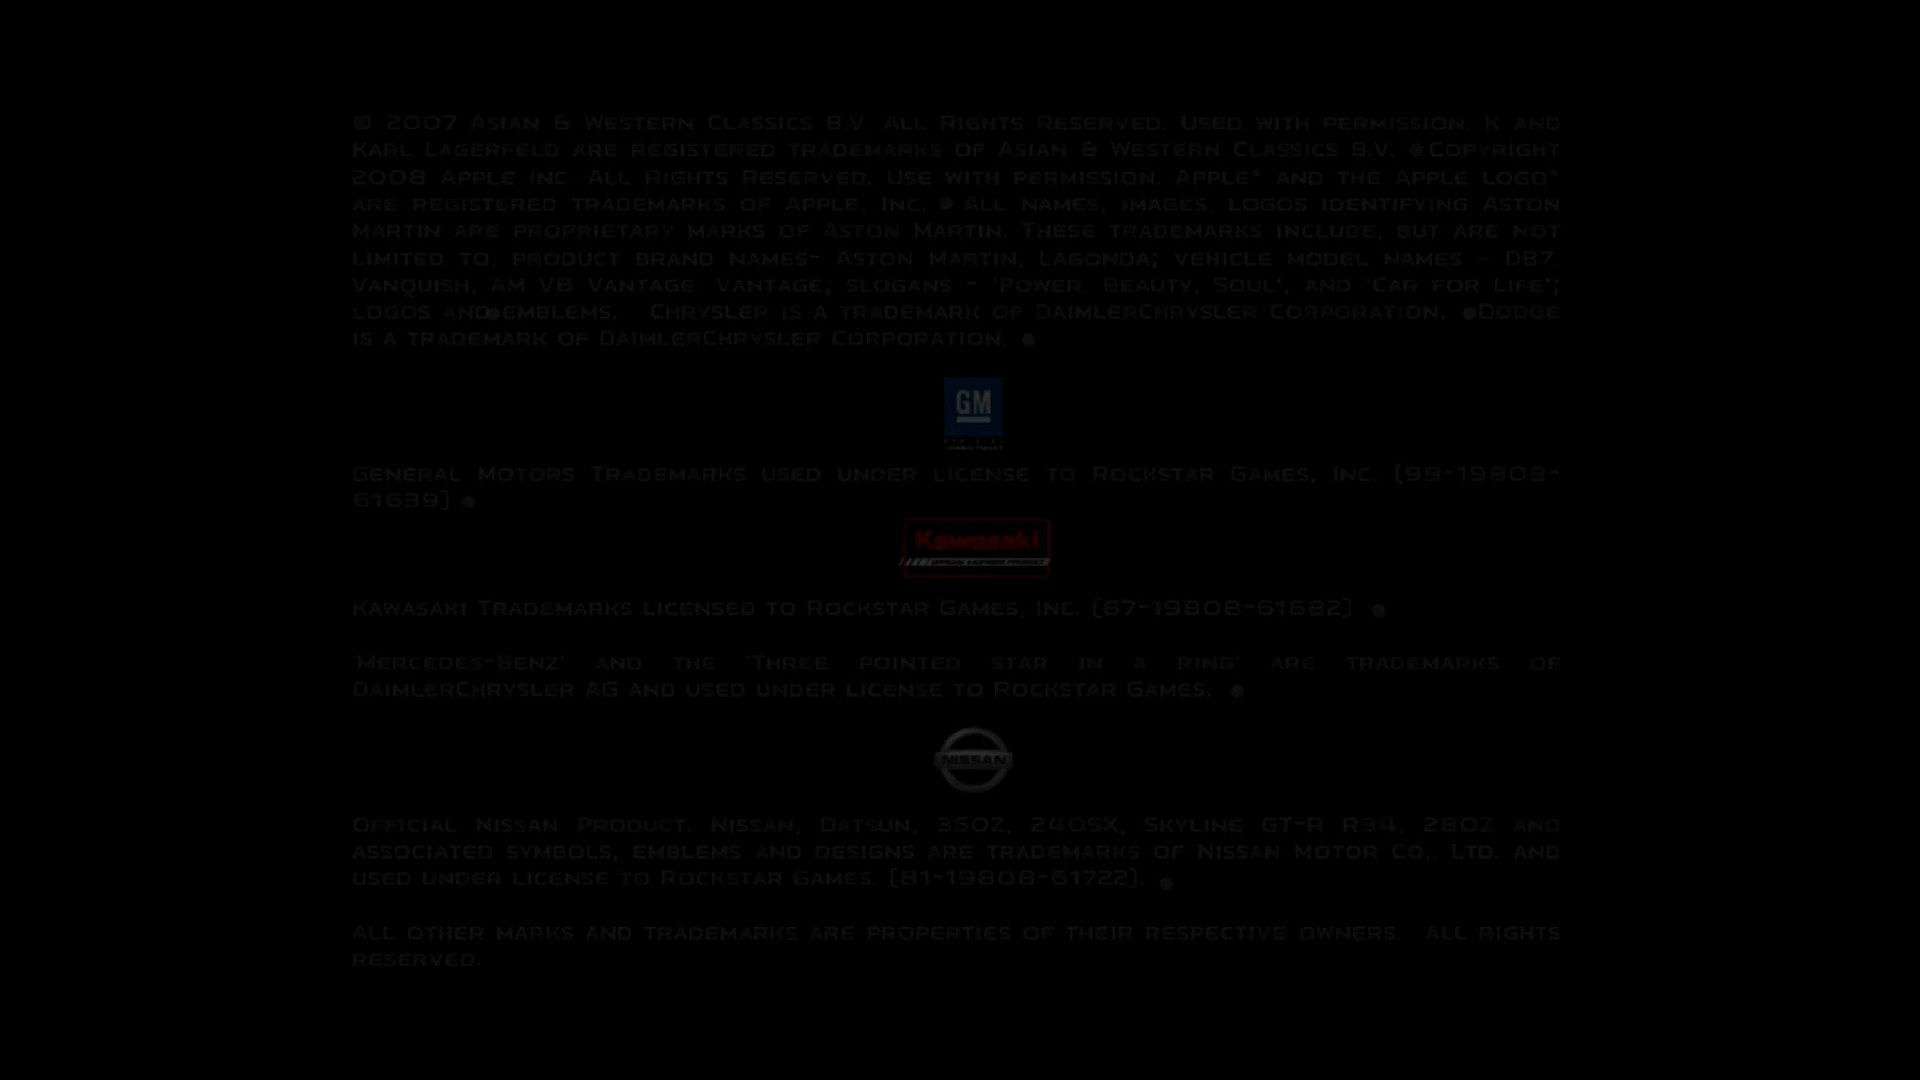 © 2007 Asian & Western Classics B.V. All Rights Reserved. Used with permission. K and
Karl Lagerfeld are registered trademarks of Asian & Western Classics B.V. ● Copyright
2008 Apple Inc. All Rights Reserved. Use with permission. Apple® and the Apple logo®
are registered trademarks of Apple, Inc. ● All names, images, logos identifying Aston
Martin are proprietary marks of Aston Martin. These trademarks include, but are not
limited to, product brand names- Aston Martin, Lagonda; vehicle model names - DB7,
Vanquish, AM V8 Vantage, Vantage; slogans - 'Power, Beauty, Soul', and 'Car for Life';
logos and●emblems. Chrysler is a trademark of DaimlerChrysler Corporation. ●Dodge
is a trademark of DaimlerChrysler Corporation. ●
GM
General Motors Trademarks used under license to Rockstar Games, Inc. (99-19808-
61639) ●
Kawasaki
OFFICIAL LICENSED PRODUCT
Kawasaki Trademarks licensed to Rockstar Games, Inc. (87-19808-61682) ●
'Mercedes-Benz' and the 'Three pointed star in a ring' are trademarks of
DaimlerChrysler AG and used under license to Rockstar Games. ●
NISSAN
Official Nissan Product. Nissan, Datsun, 350Z, 240SX, Skyline GT-R R34, 280Z and
associated symbols, emblems and designs are trademarks of Nissan Motor Co., Ltd. and
used under license to Rockstar Games. (81-19808-61722). ●
All other marks and trademarks are properties of their respective owners. All rights
reserved.